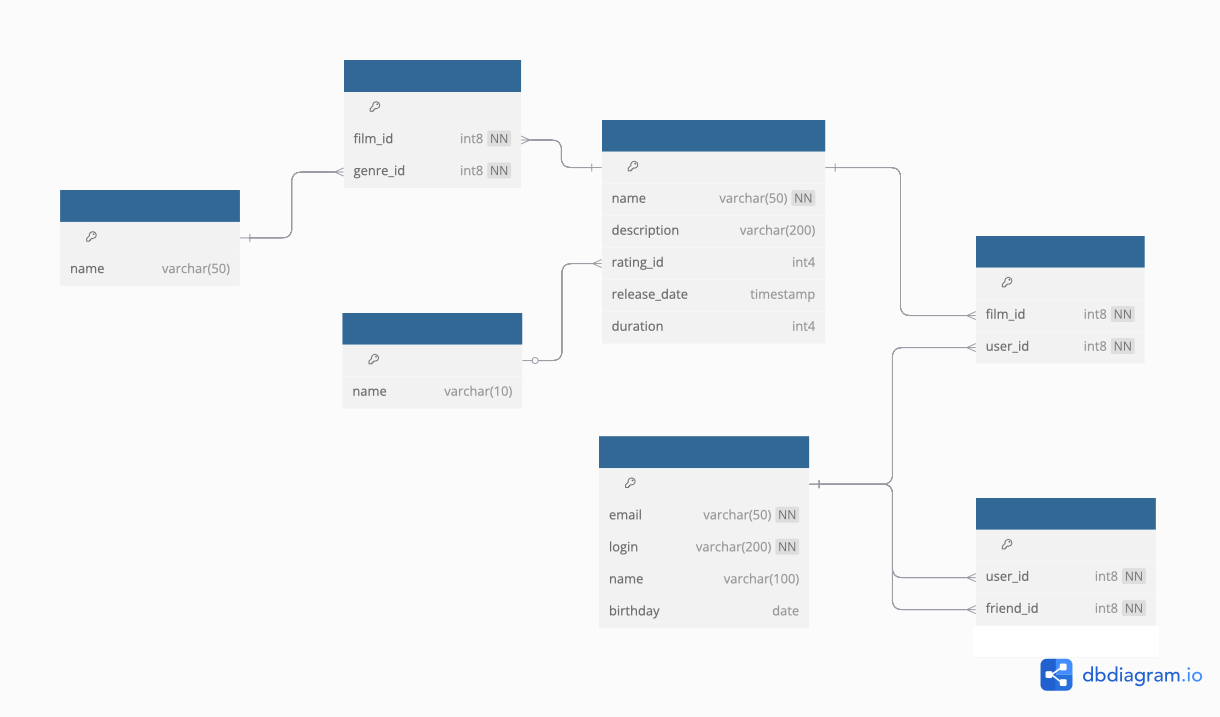 film_id int8 NN
genre_id int8 NN
name varchar(50)
name varchar(50) NN
description varchar(200)
rating_id int4
release_date timestamp
duration int4
name varchar(10)
film_id int8 NN
user_id int8 NN
email varchar(50) NN
login varchar(200) NN
name varchar(100)
birthday date
user_id int8 NN
friend_id int8 NN
dbdiagram.io